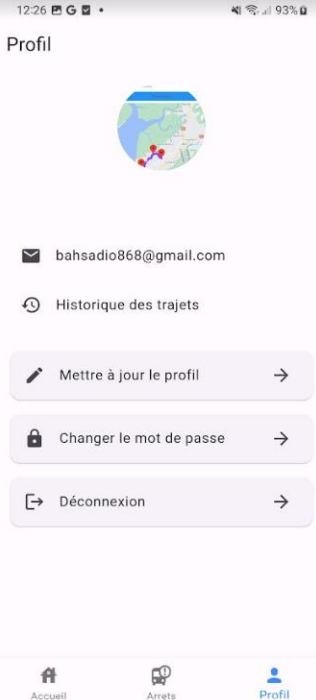 12:26 G 93%
Profil
bahsadio868@gmail.com
Historique des trajets
Mettre à jour le profil
Changer le mot de passe
Déconnexion
Accueil Arrets Profil